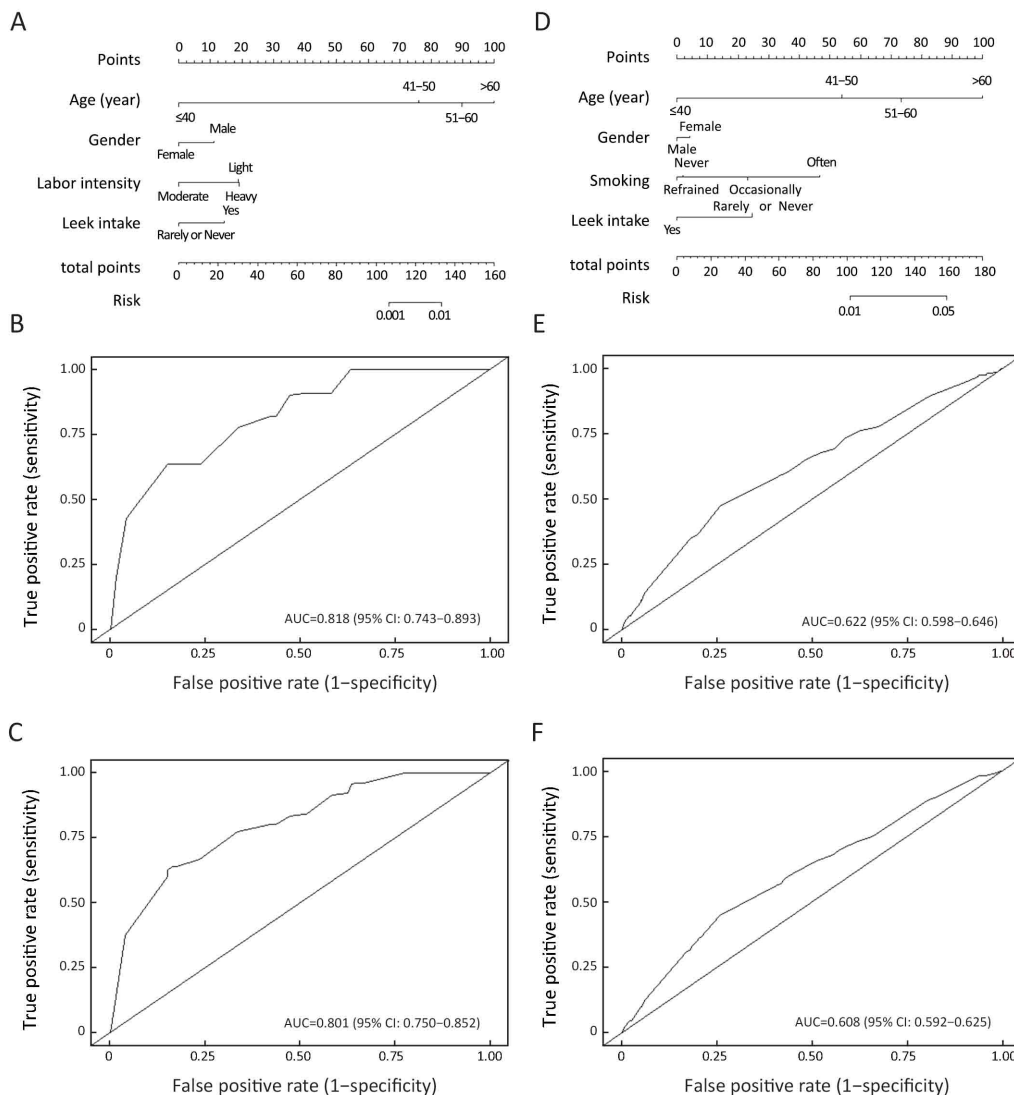 A
Points
0 10 20 30 40 50 60 70 80 90 100
Age (year)
41−50 >60
≤40 51−60
Gender
Male
Female
Labor intensity
Light
Moderate Heavy
Leek intake
Yes
Rarely or Never
total points
0 20 40 60 80 100 120 140 160
Risk
0.001 0.01
D
Points
0 10 20 30 40 50 60 70 80 90 100
Age (year)
41−50 >60
≤40 51−60
Gender
Female
Male
Smoking
Never Often
Refrained Occasionally
Leek intake
Rarely or Never
Yes
total points
0 20 40 60 80 100 120 140 160 180
Risk
0.01 0.05
B
True positive rate (sensitivity)
1.00
0.75
0.50
0.25
0
AUC=0.818 (95% CI: 0.743−0.893)
0 0.25 0.50 0.75 1.00
False positive rate (1−specificity)
E
True positive rate (sensitivity)
1.00
0.75
0.50
0.25
0
AUC=0.622 (95% CI: 0.598−0.646)
0 0.25 0.50 0.75 1.00
False positive rate (1−specificity)
C
True positive rate (sensitivity)
1.00
0.75
0.50
0.25
0
AUC=0.801 (95% CI: 0.750−0.852)
0 0.25 0.50 0.75 1.00
False positive rate (1−specificity)
F
True positive rate (sensitivity)
1.00
0.75
0.50
0.25
0
AUC=0.608 (95% CI: 0.592−0.625)
0 0.25 0.50 0.75 1.00
False positive rate (1−specificity)